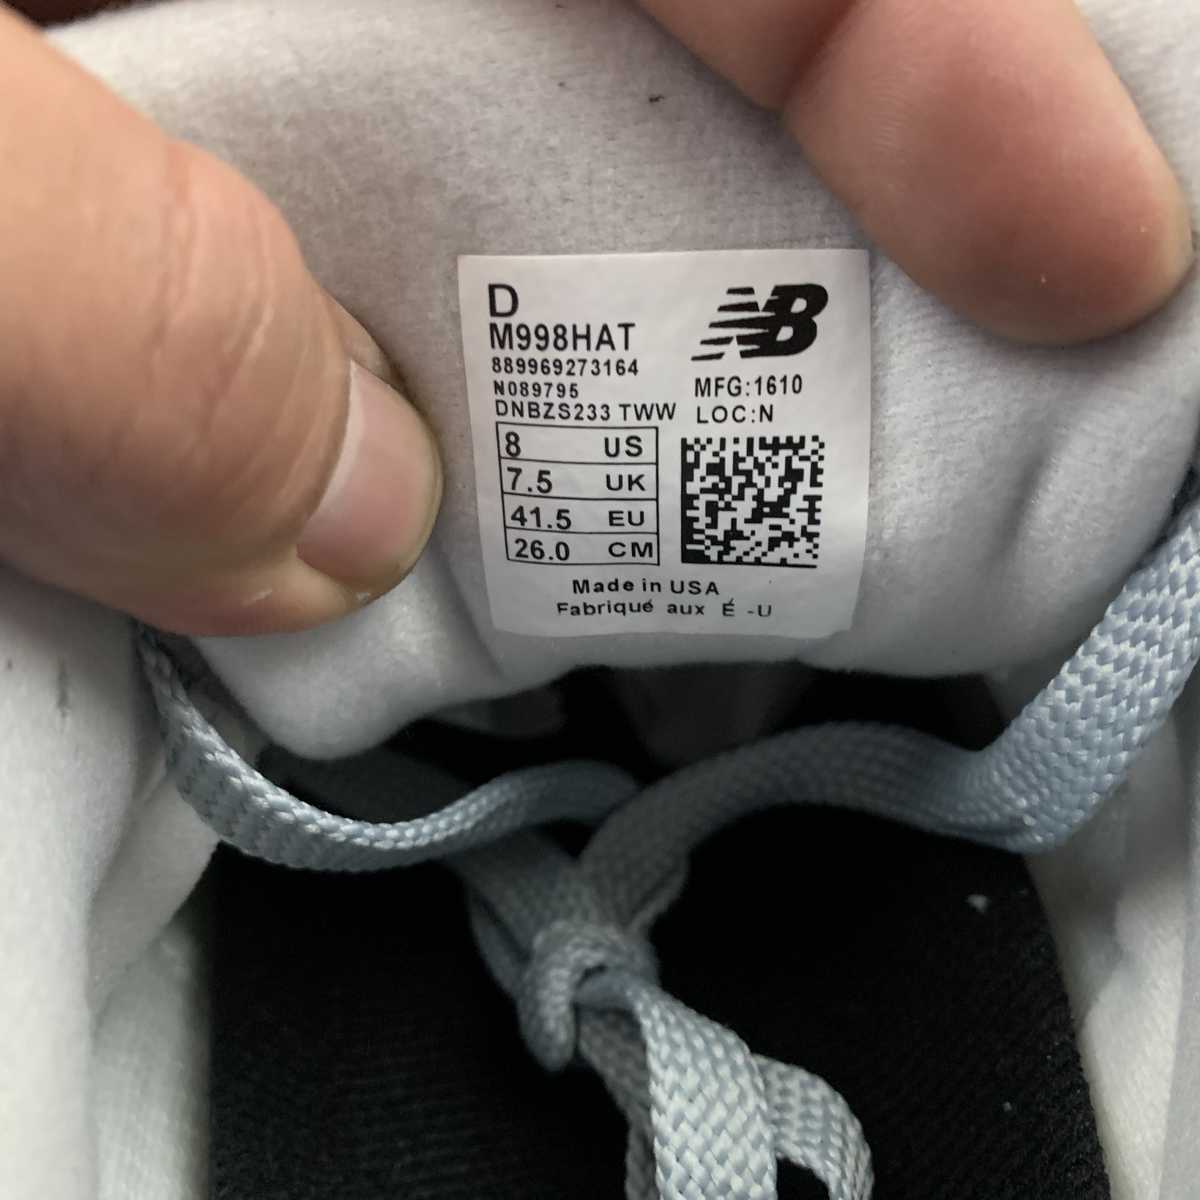 D
NB
M998HAT
889969273164
N089795
MFG:1610
DNBZS233 TWW
LOC:N
8 US
7.5 UK
41.5 EU
26.0 CM
Made in USA
Fabriqué aux É -U